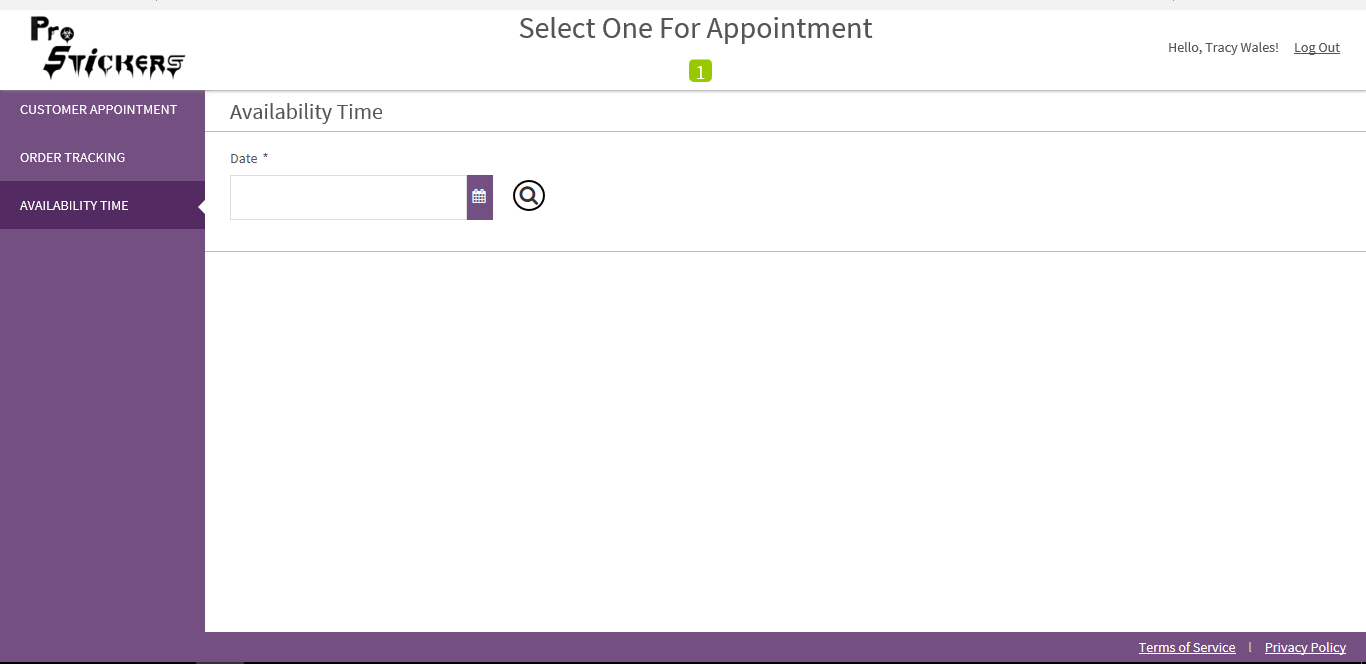 Pro
Stickers
Select One For Appointment
1
Hello, Tracy Wales! Log Out
CUSTOMER APPOINTMENT
ORDER TRACKING
AVAILABILITY TIME
Availability Time
Date *
Terms of Service | Privacy Policy